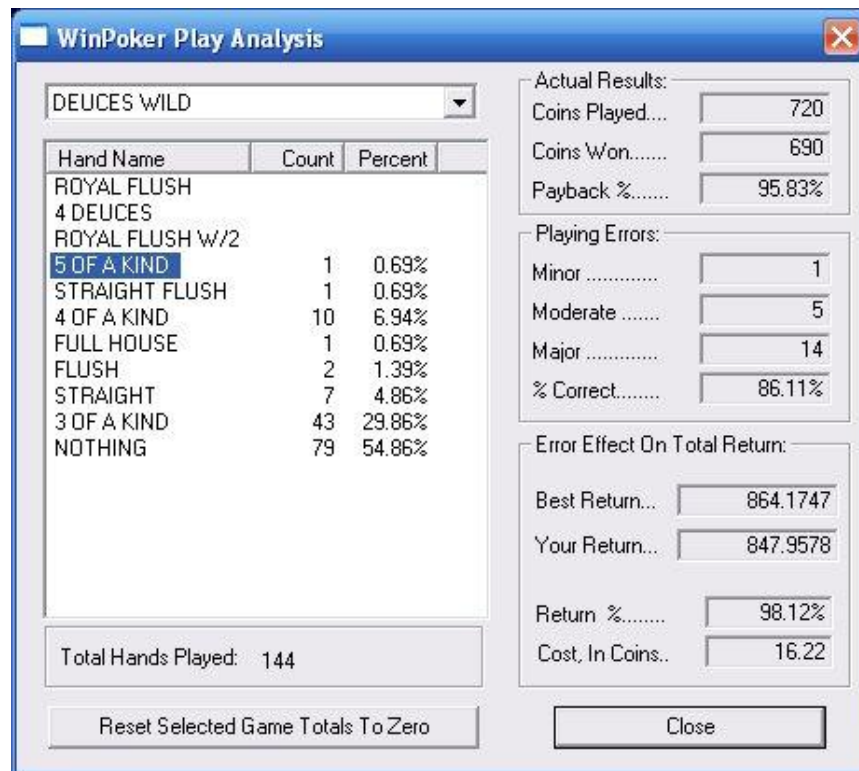 WinPoker Play Analysis
DEUCES WILD
Hand Name Count Percent
ROYAL FLUSH
4 DEUCES
ROYAL FLUSH W/2
5 OF A KIND 1 0.69%
STRAIGHT FLUSH 1 0.69%
4 OF A KIND 10 6.94%
FULL HOUSE 1 0.69%
FLUSH 2 1.39%
STRAIGHT 7 4.86%
3 OF A KIND 43 29.86%
NOTHING 79 54.86%
Total Hands Played: 144
Reset Selected Game Totals To Zero
Actual Results:
Coins Played.... 720
Coins Won....... 690
Payback %....... 95.83%
Playing Errors:
Minor ............. 1
Moderate ....... 5
Major ............. 14
% Correct........ 86.11%
Error Effect On Total Return:
Best Return... 864.1747
Your Return... 847.9578
Return %........ 98.12%
Cost, In Coins.. 16.22
Close